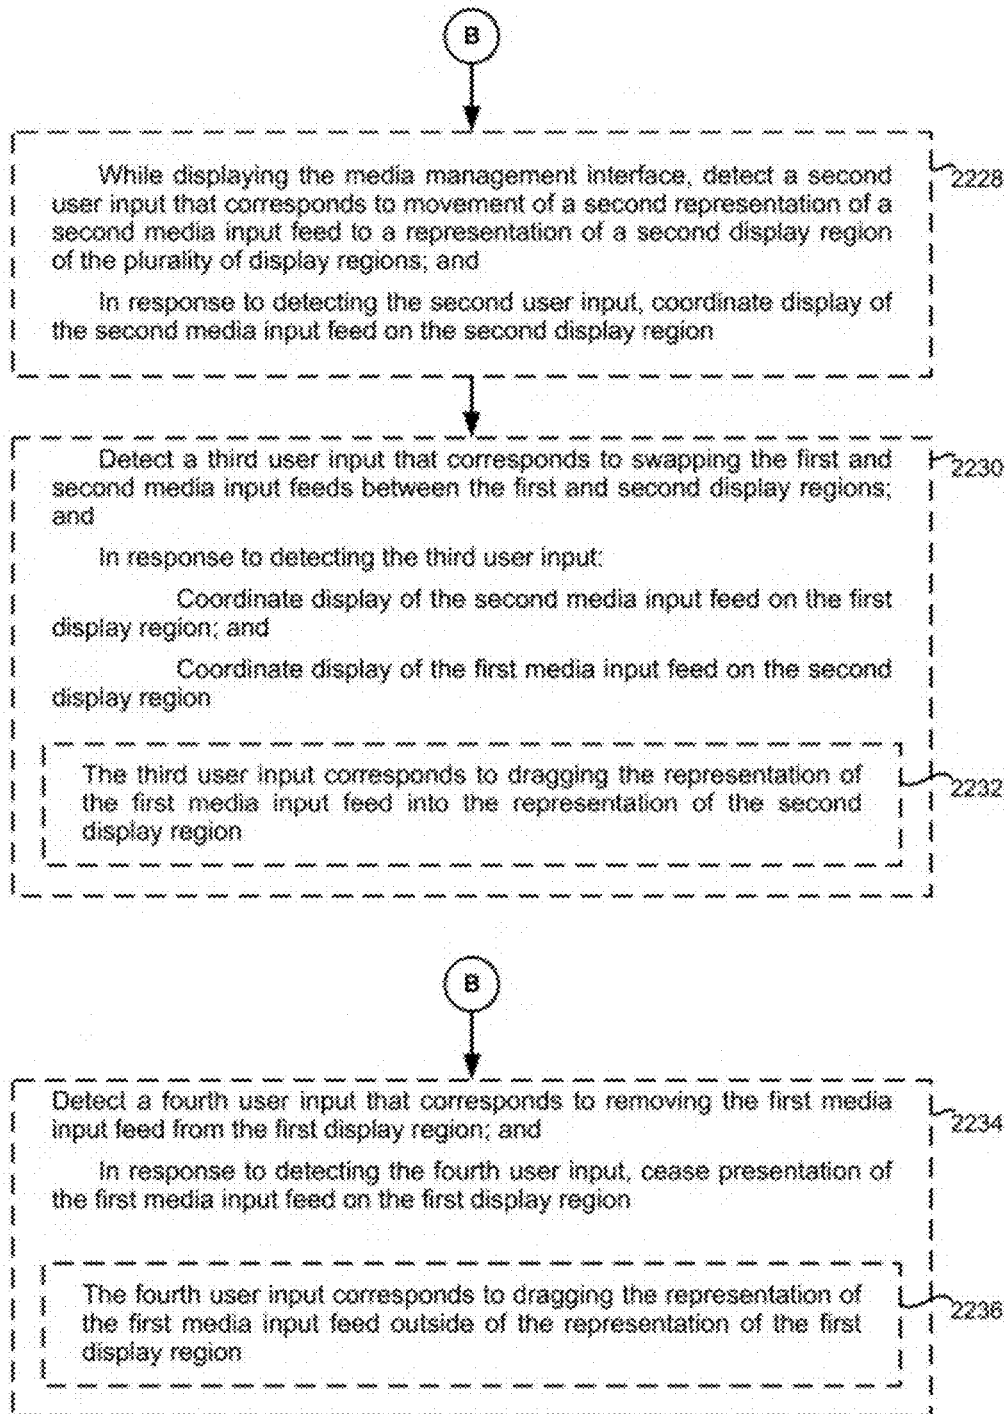 B
While displaying the media management interface, detect a second
user input that corresponds to movement of a second representation of a
second media input feed to a representation of a second display region
of the plurality of display regions; and
In response to detecting the second user input, coordinate display of
the second media input feed on the second display region
2228
Detect a third user input that corresponds to swapping the first and
second media input feeds between the first and second display regions;
and
In response to detecting the third user input:
Coordinate display of the second media input feed on the first
display region; and
Coordinate display of the first media input feed on the second
display region
2230
The third user input corresponds to dragging the representation of
the first media input feed into the representation of the second
display region
2232
B
Detect a fourth user input that corresponds to removing the first media
input feed from the first display region; and
In response to detecting the fourth user input, cease presentation of
the first media input feed on the first display region
2234
The fourth user input corresponds to dragging the representation of
the first media input feed outside of the representation of the first
display region
2236